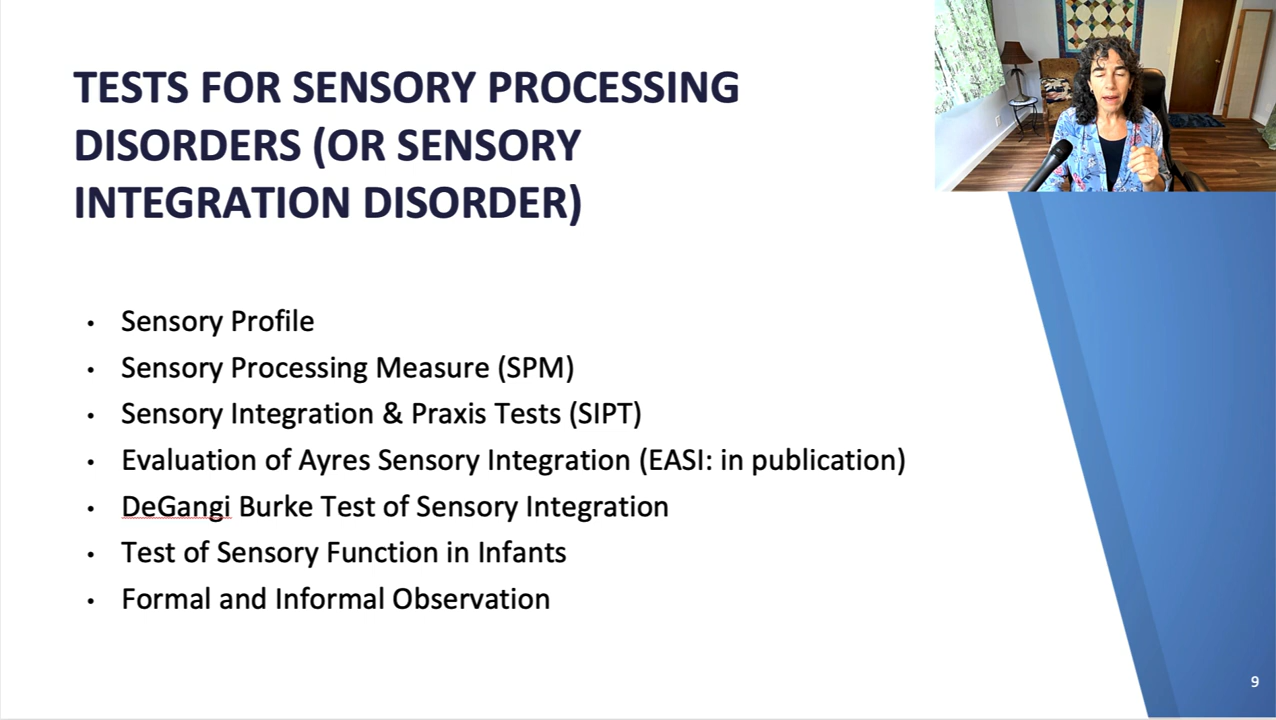 TESTS FOR SENSORY PROCESSING
DISORDERS (OR SENSORY
INTEGRATION DISORDER)
• Sensory Profile
• Sensory Processing Measure (SPM)
• Sensory Integration & Praxis Tests (SIPT)
• Evaluation of Ayres Sensory Integration (EASI: in publication)
• DeGangi Burke Test of Sensory Integration
• Test of Sensory Function in Infants
• Formal and Informal Observation
9